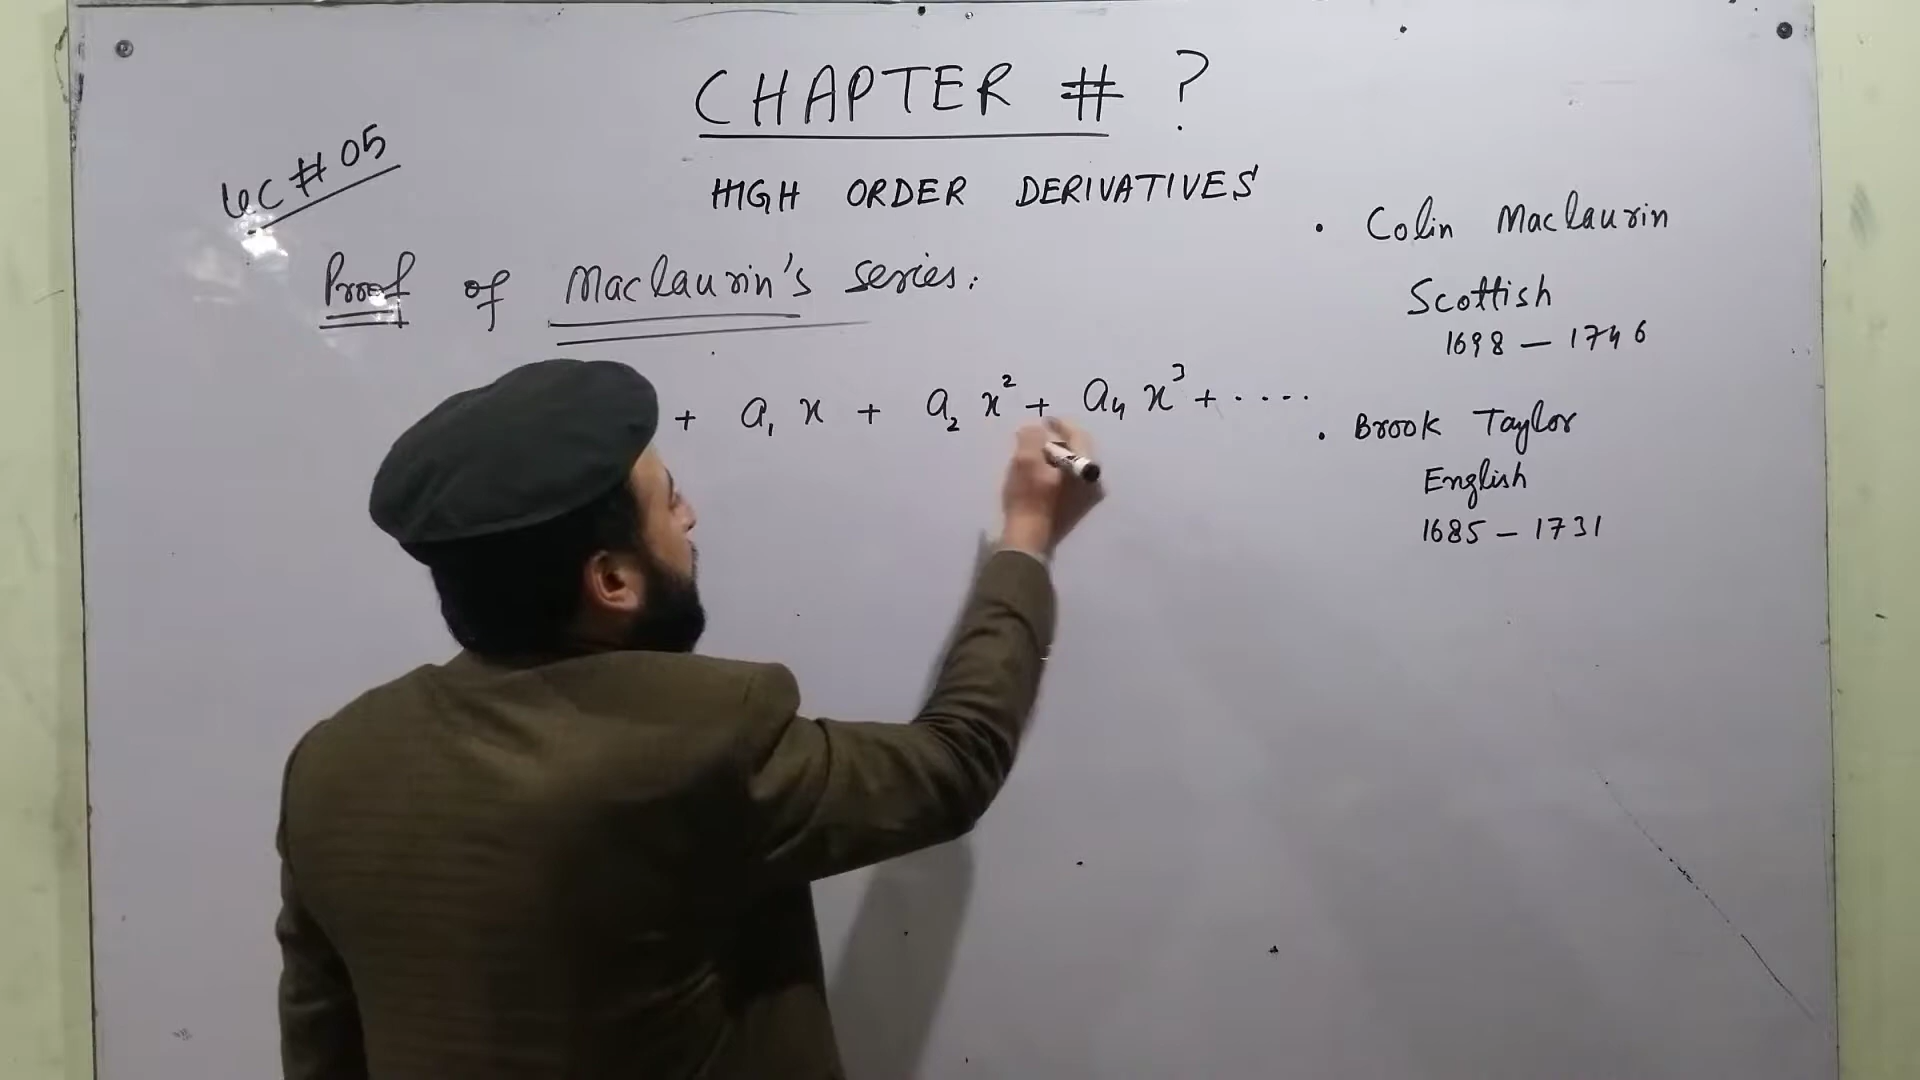 CHAPTER # ?
Lec # 05
HIGH ORDER DERIVATIVES
Proof of Maclaurin's series:
+ a₁ x + a₂ x² + a₄ x³ + ....
• Colin Maclaurin
Scottish
1698 — 1746
• Brook Taylor
English
1685 — 1731